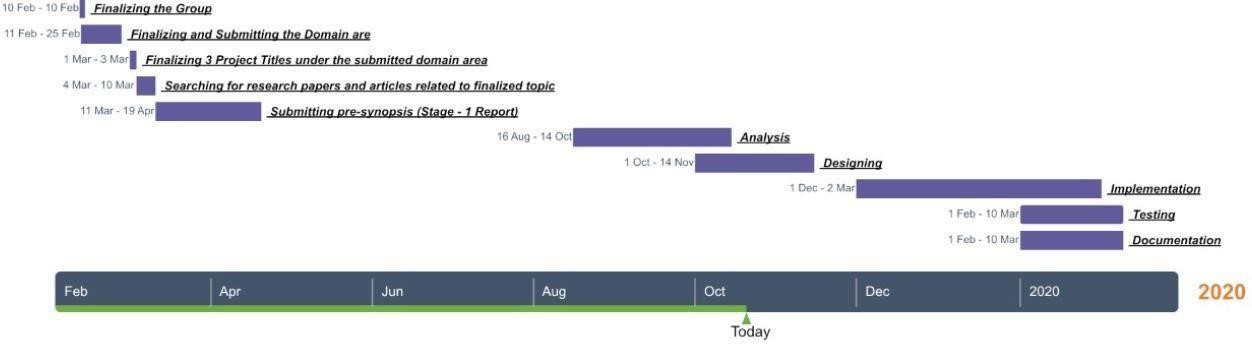 10 Feb - 10 Feb Finalizing the Group
11 Feb - 25 Feb Finalizing and Submitting the Domain are
1 Mar - 3 Mar Finalizing 3 Project Titles under the submitted domain area
4 Mar - 10 Mar Searching for research papers and articles related to finalized topic
11 Mar - 19 Apr Submitting pre-synopsis (Stage - 1 Report)
16 Aug - 14 Oct Analysis
1 Oct - 14 Nov Designing
1 Dec - 2 Mar Implementation
1 Feb - 10 Mar Testing
1 Feb - 10 Mar Documentation
Feb Apr Jun Aug Oct Dec 2020 2020
Today